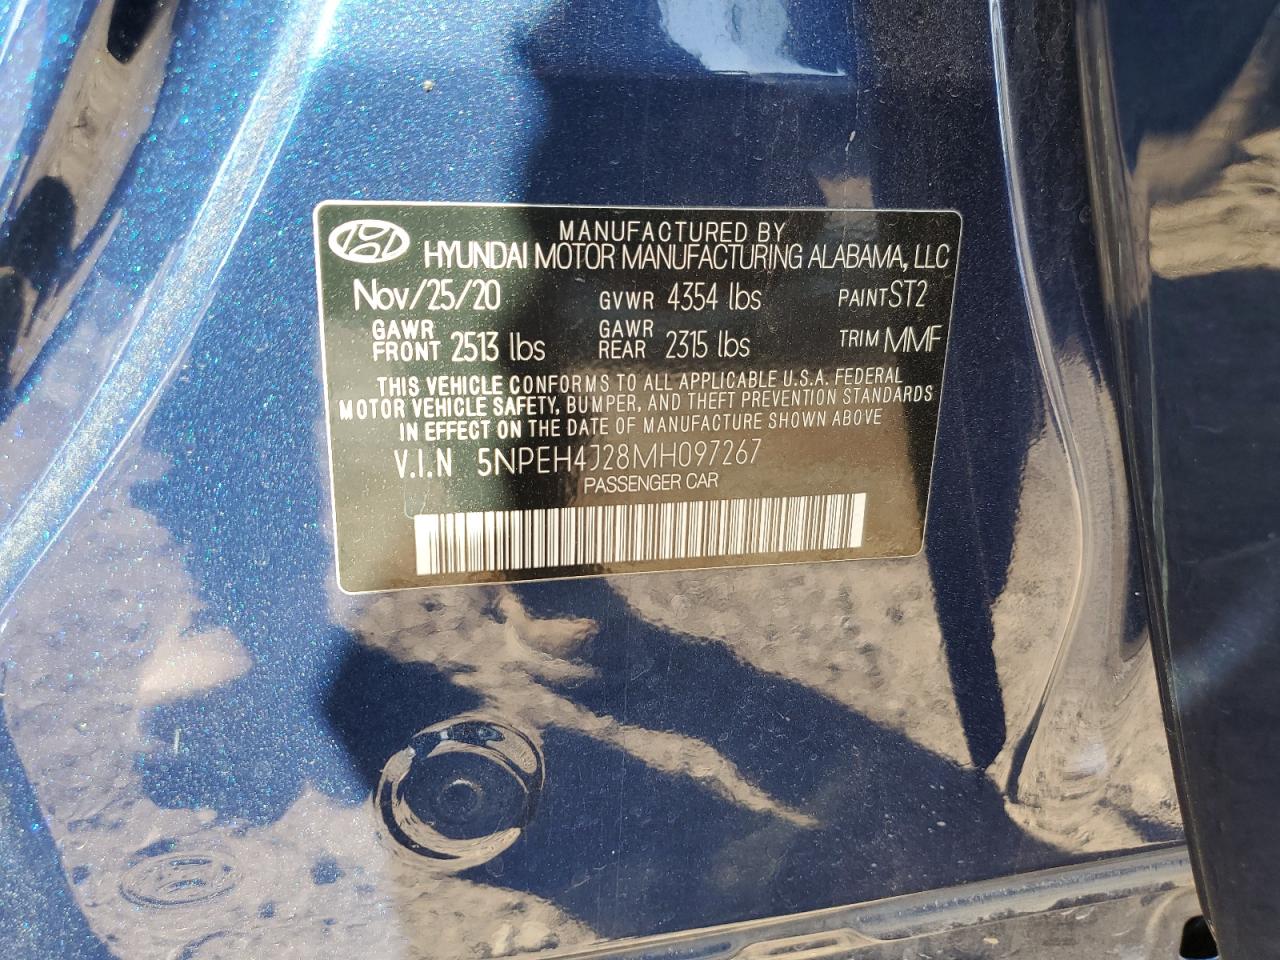 MANUFACTURED BY
HYUNDAI MOTOR MANUFACTURING ALABAMA, LLC
Nov/25/20 GVWR 4354 lbs PAINT ST2
GAWR FRONT 2513 lbs GAWR REAR 2315 lbs TRIM MMF
THIS VEHICLE CONFORMS TO ALL APPLICABLE U.S.A. FEDERAL
MOTOR VEHICLE SAFETY, BUMPER, AND THEFT PREVENTION STANDARDS
IN EFFECT ON THE DATE OF MANUFACTURE SHOWN ABOVE
V.I.N 5NPEH4J28MH097267
PASSENGER CAR